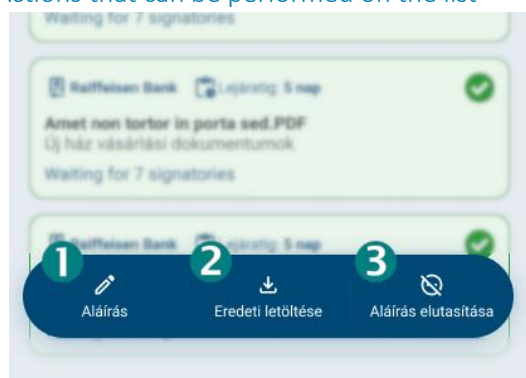 Actions that can be performed on the list
Waiting for 7 signatories
Raiffeisen Bank Lejáratig: 5 nap
Amet non tortor in porta sed.PDF
Új ház vásárlási dokumentumok
Waiting for 7 signatories
Raiffeisen Bank Lejáratig: 5 nap
1 2 3
Aláírás Eredeti letöltése Aláírás elutasítása